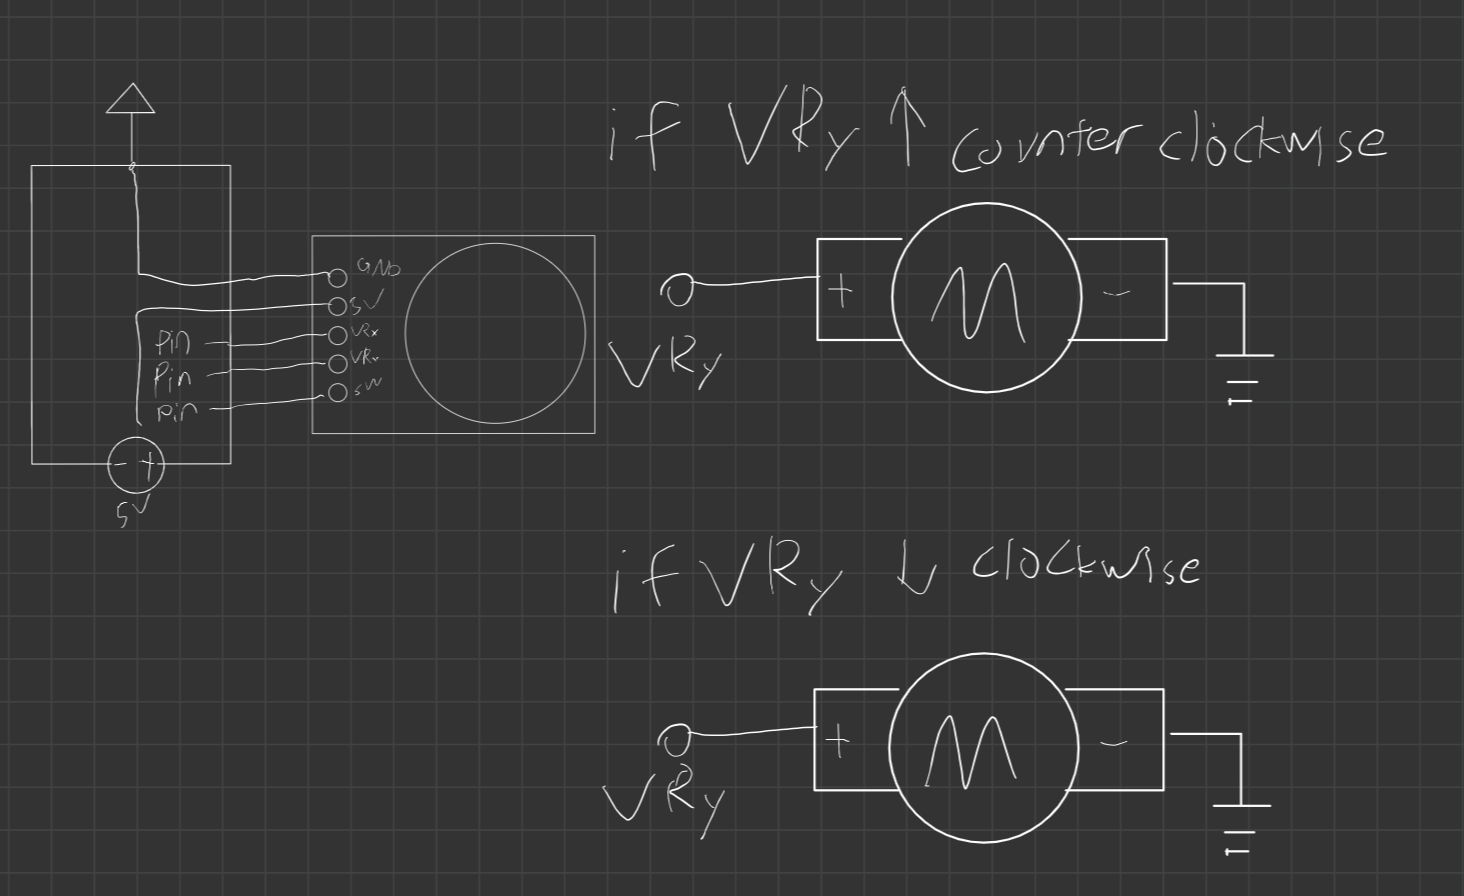 if VRy ↑ counter clockwise
GND
5V
VRx
VRy
SW
pin
Pin
pin
- +
5V
+ M -
VRy
if VRy ↓ clockwise
+ M -
VRy